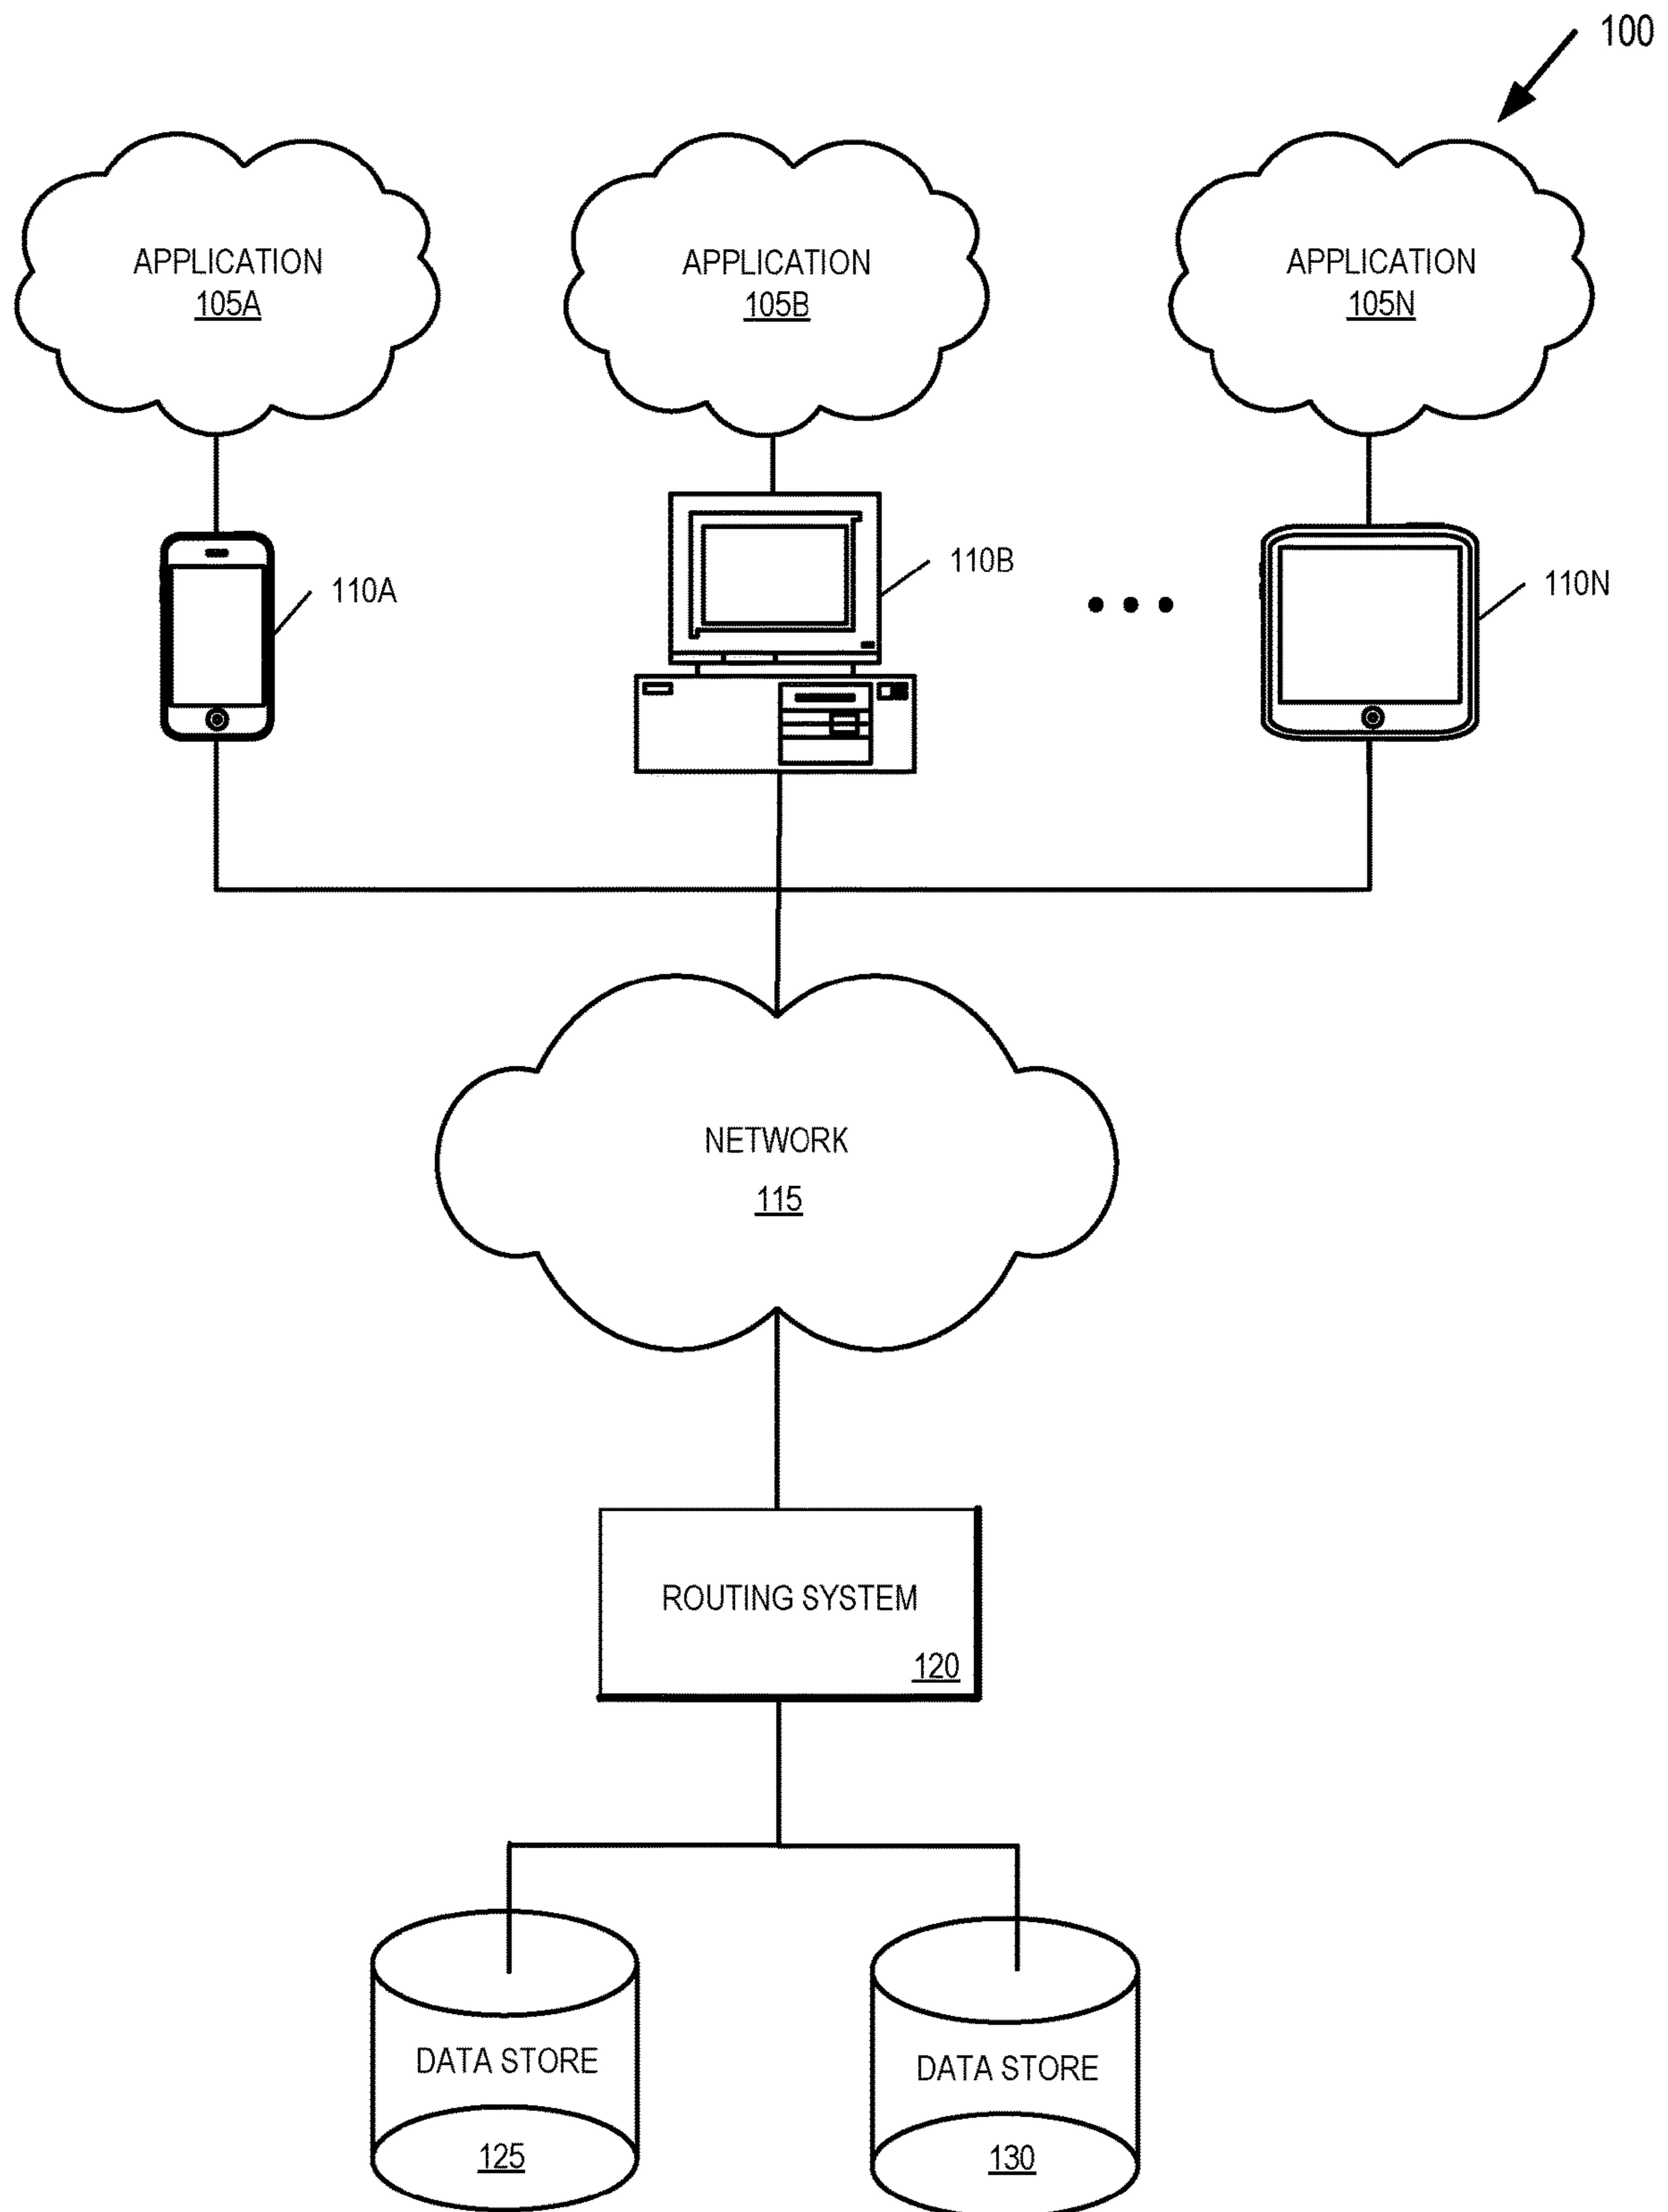 100
APPLICATION
105A
APPLICATION
105B
APPLICATION
105N
110A
110B
110N
NETWORK
115
ROUTING SYSTEM
120
DATA STORE
125
DATA STORE
130